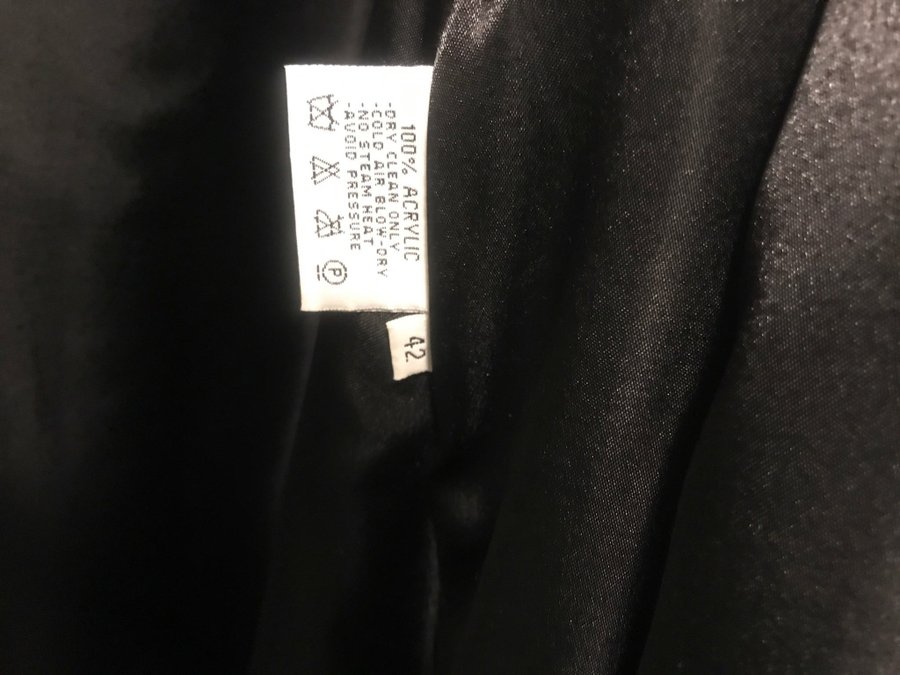 100% ACRYLIC
-DRY CLEAN ONLY
-COLD AIR BLOW-DRY
-NO STEAM HEAT
-AVOID PRESSURE
P
42